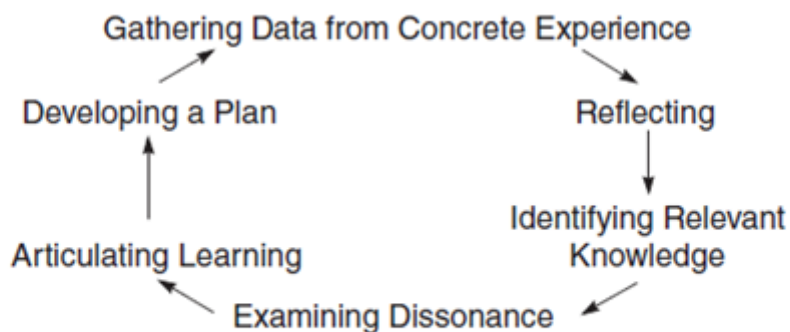 Gathering Data from Concrete Experience
Developing a Plan
Reflecting
Identifying Relevant
Knowledge
Articulating Learning
Examining Dissonance